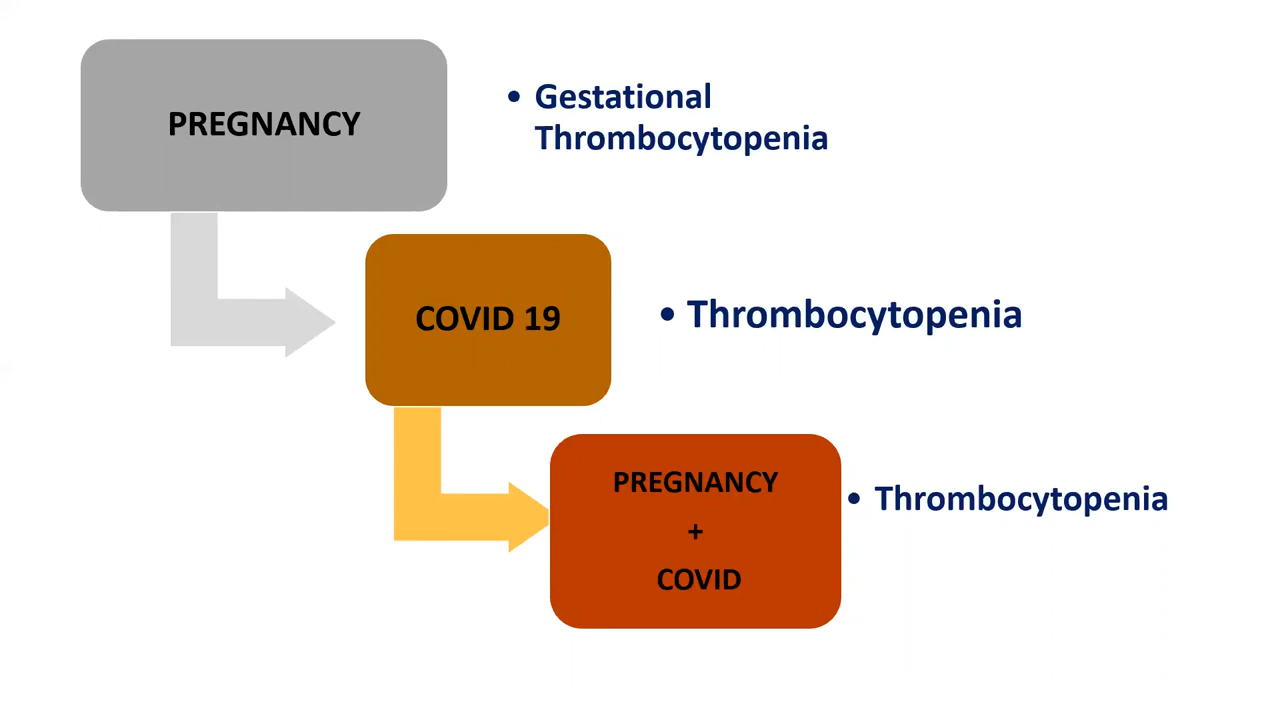 PREGNANCY
• Gestational
Thrombocytopenia
COVID 19
• Thrombocytopenia
PREGNANCY
+
COVID
• Thrombocytopenia